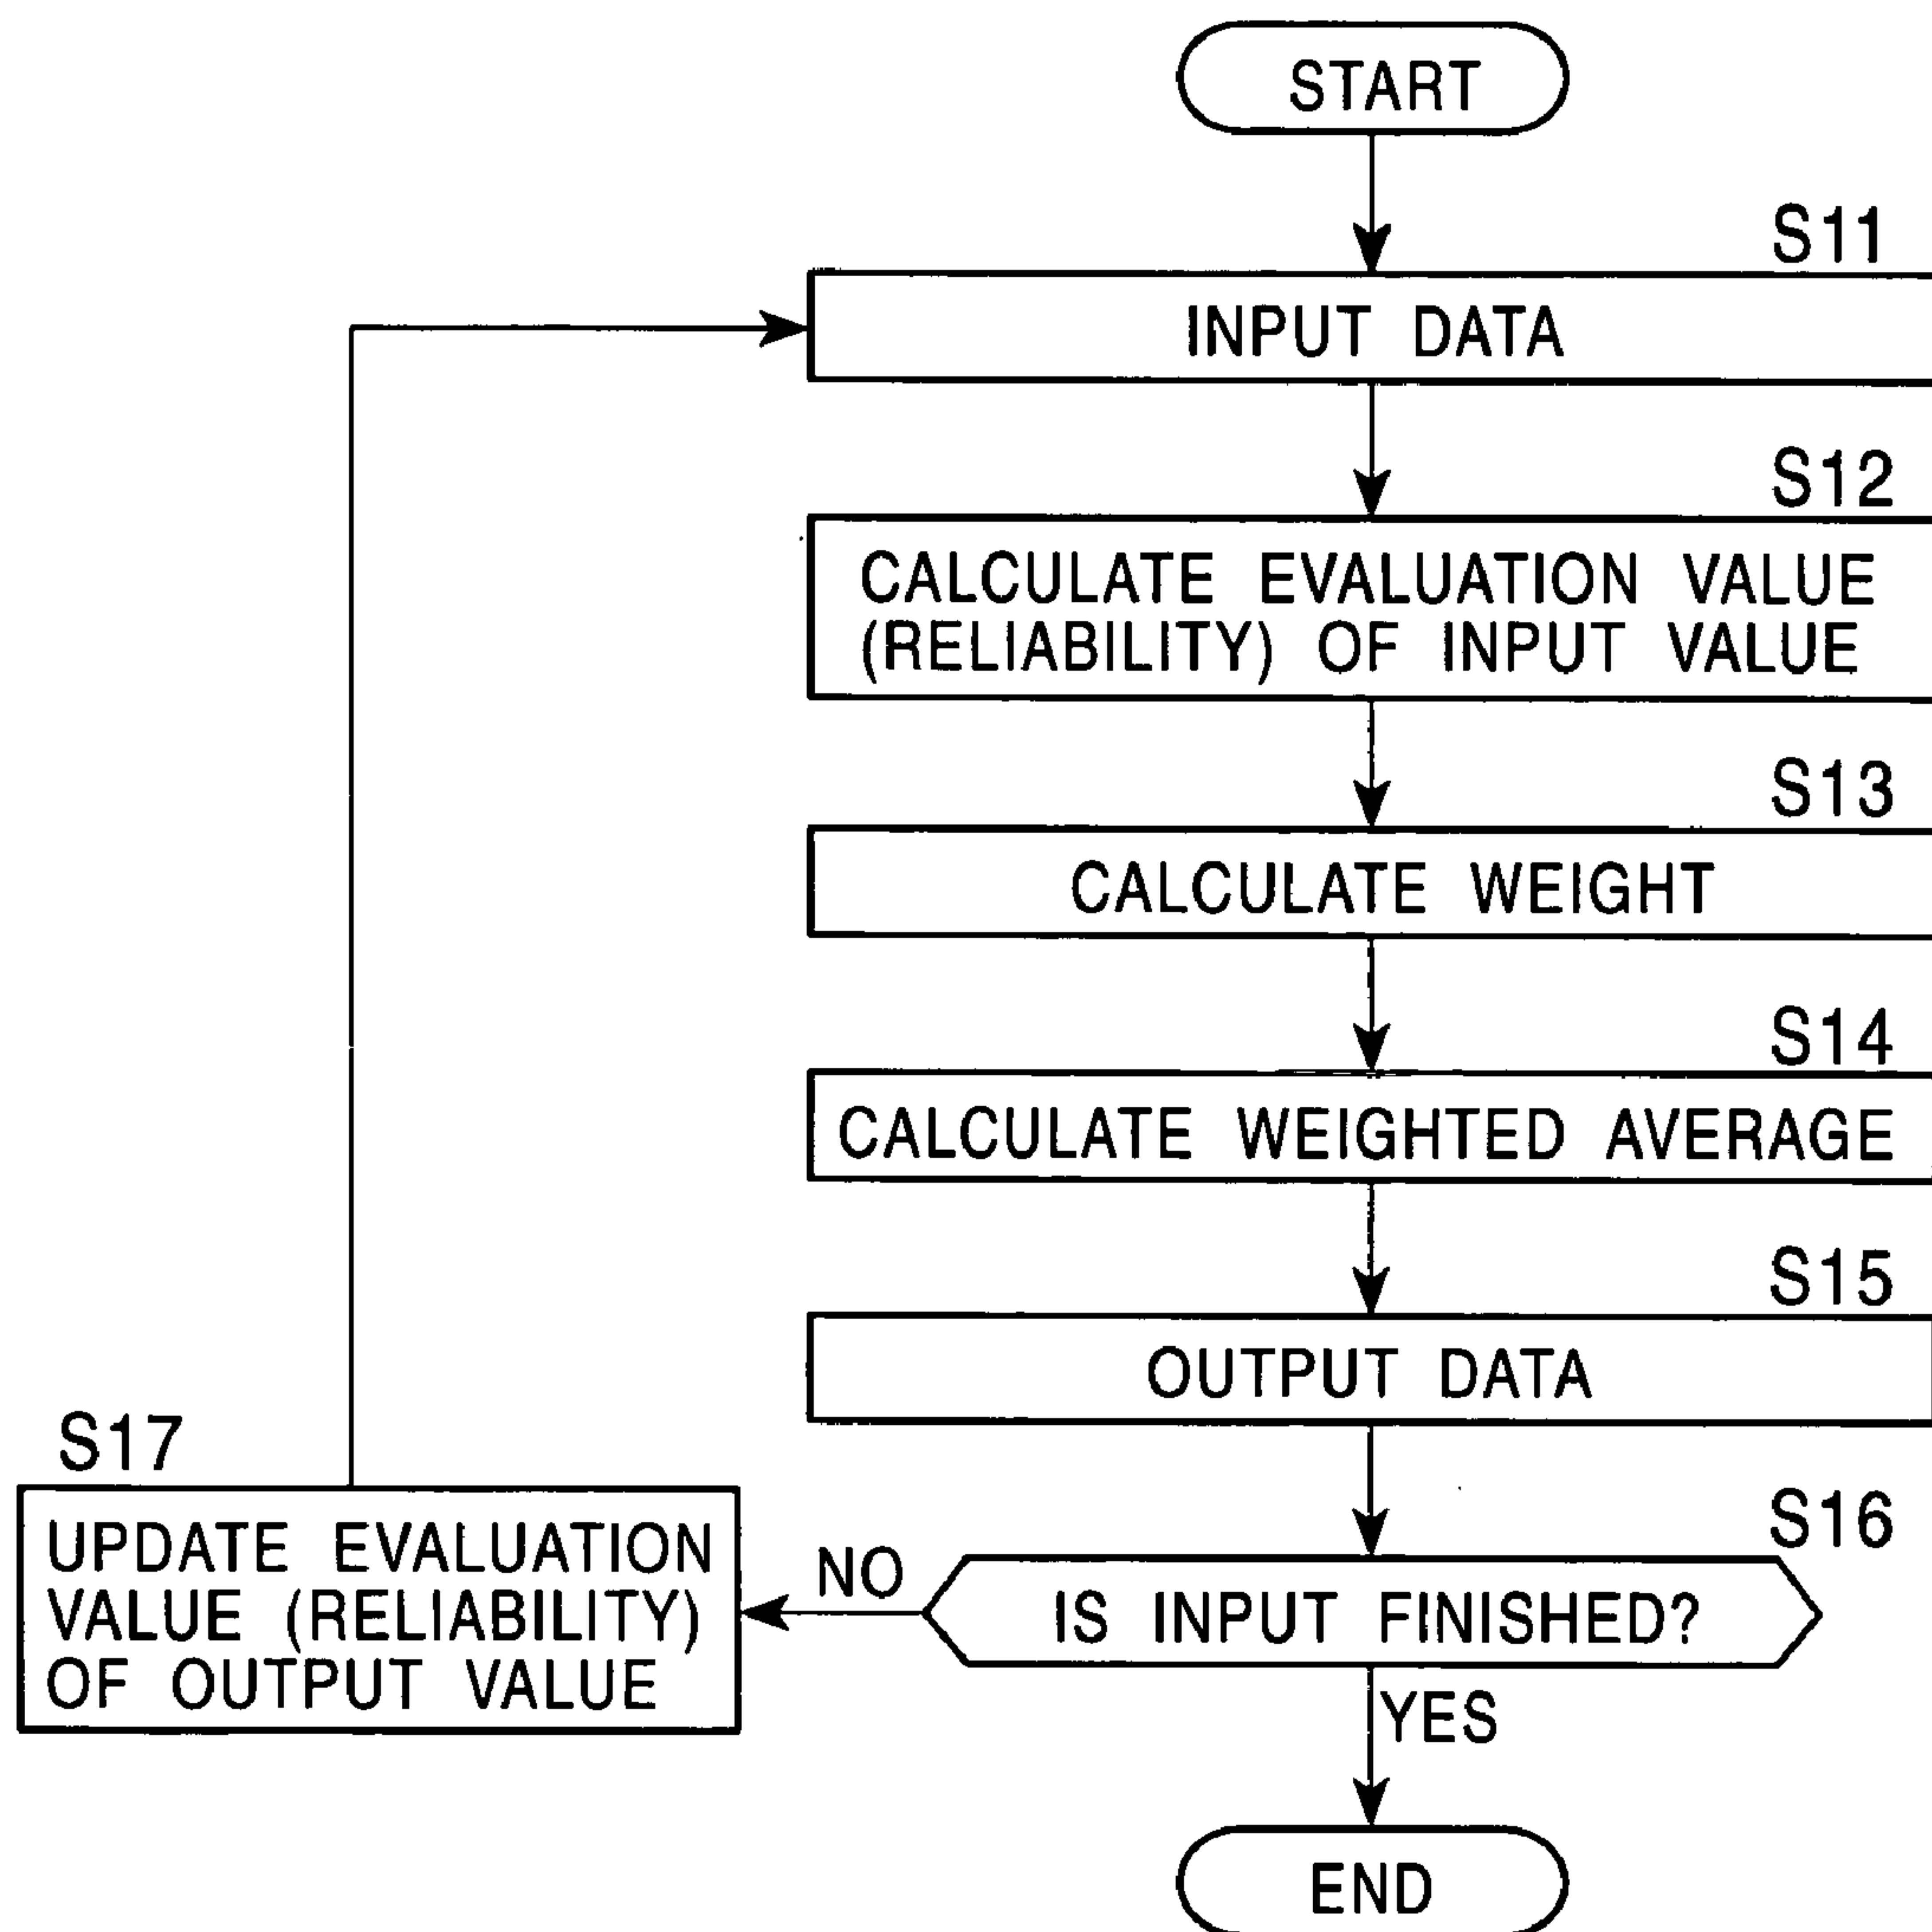 START
S11
INPUT DATA
S12
CALCULATE EVALUATION VALUE
(RELIABILITY) OF INPUT VALUE
S13
CALCULATE WEIGHT
S14
CALCULATE WEIGHTED AVERAGE
S15
OUTPUT DATA
S16
IS INPUT FINISHED?
NO
S17
UPDATE EVALUATION
VALUE (RELIABILITY)
OF OUTPUT VALUE
YES
END